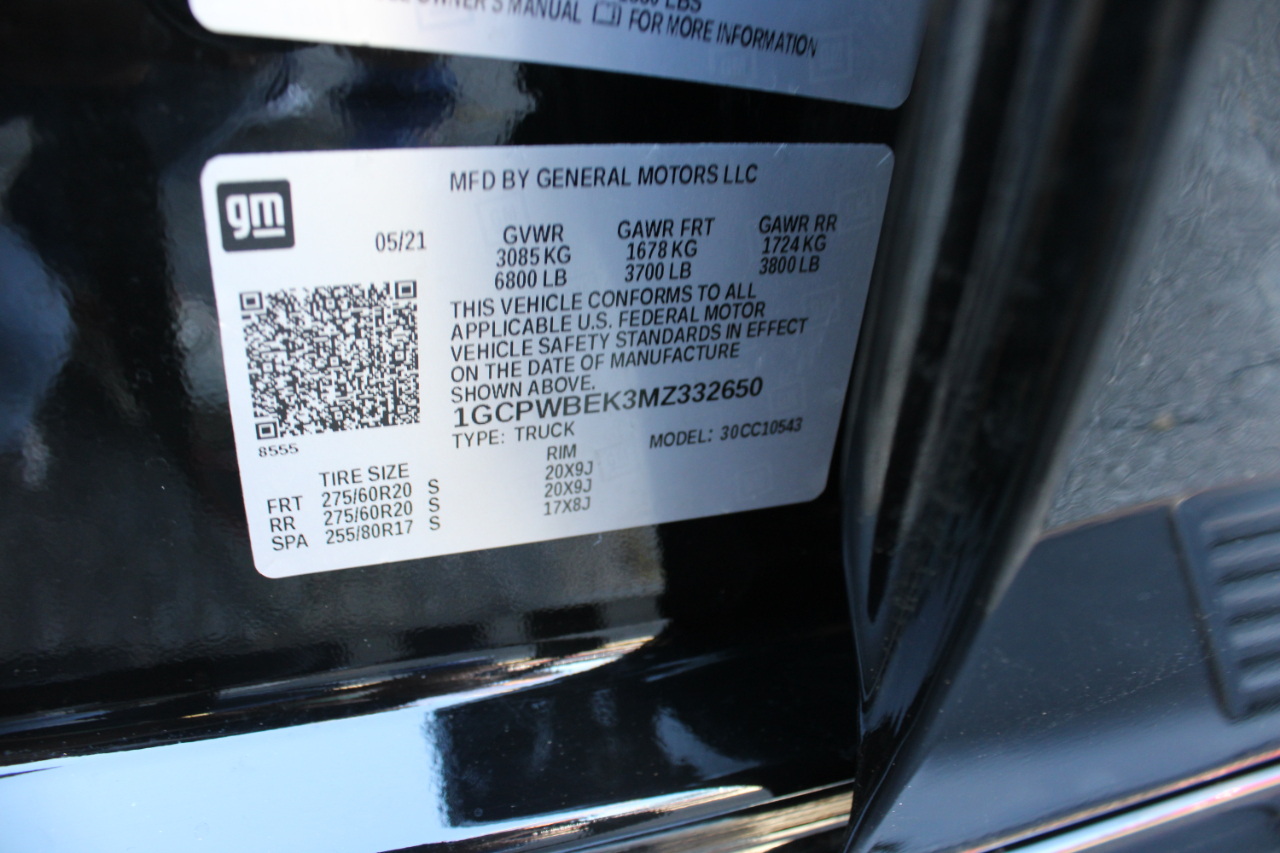 OWNER'S MANUAL FOR MORE INFORMATION
gm
MFD BY GENERAL MOTORS LLC
05/21
GVWR GAWR FRT GAWR RR
3085 KG 1678 KG 1724 KG
6800 LB 3700 LB 3800 LB
THIS VEHICLE CONFORMS TO ALL
APPLICABLE U.S. FEDERAL MOTOR
VEHICLE SAFETY STANDARDS IN EFFECT
ON THE DATE OF MANUFACTURE
SHOWN ABOVE.
1GCPWBEK3MZ332650
8555
TYPE: TRUCK MODEL: 30CC10543
TIRE SIZE RIM
FRT 275/60R20 S 20X9J
RR 275/60R20 S 20X9J
SPA 255/80R17 S 17X8J